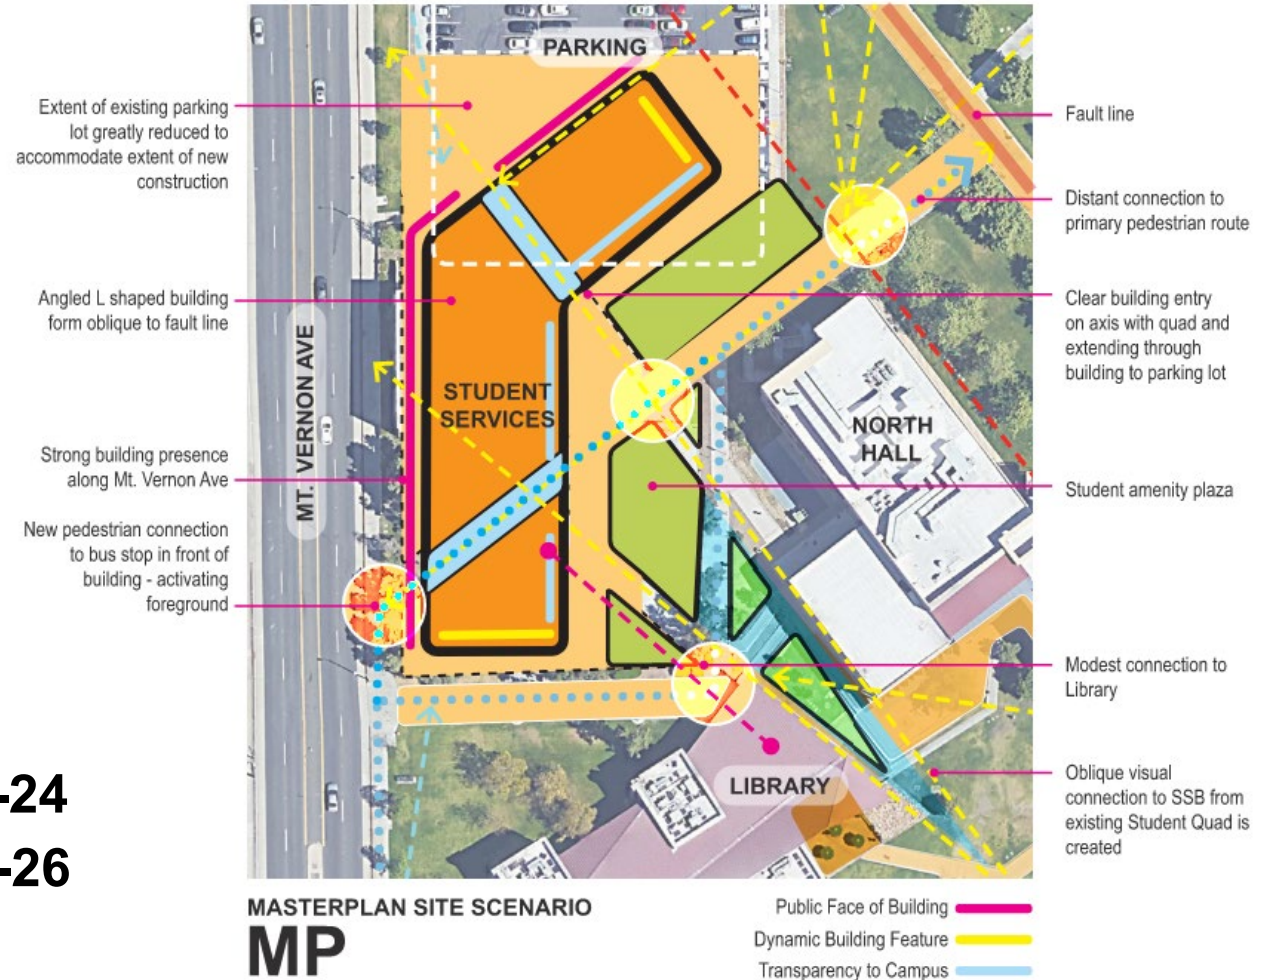 PARKING
Extent of existing parking
lot greatly reduced to
accommodate extent of new
construction
Angled L shaped building
form oblique to fault line
Strong building presence
along Mt. Vernon Ave
New pedestrian connection
to bus stop in front of
building - activating
foreground
MT. VERNON AVE
STUDENT
SERVICES
NORTH
HALL
LIBRARY
Fault line
Distant connection to
primary pedestrian route
Clear building entry
on axis with quad and
extending through
building to parking lot
Student amenity plaza
Modest connection to
Library
Oblique visual
connection to SSB from
existing Student Quad is
created
-24
-26
MASTERPLAN SITE SCENARIO
MP
Public Face of Building
Dynamic Building Feature
Transparency to Campus